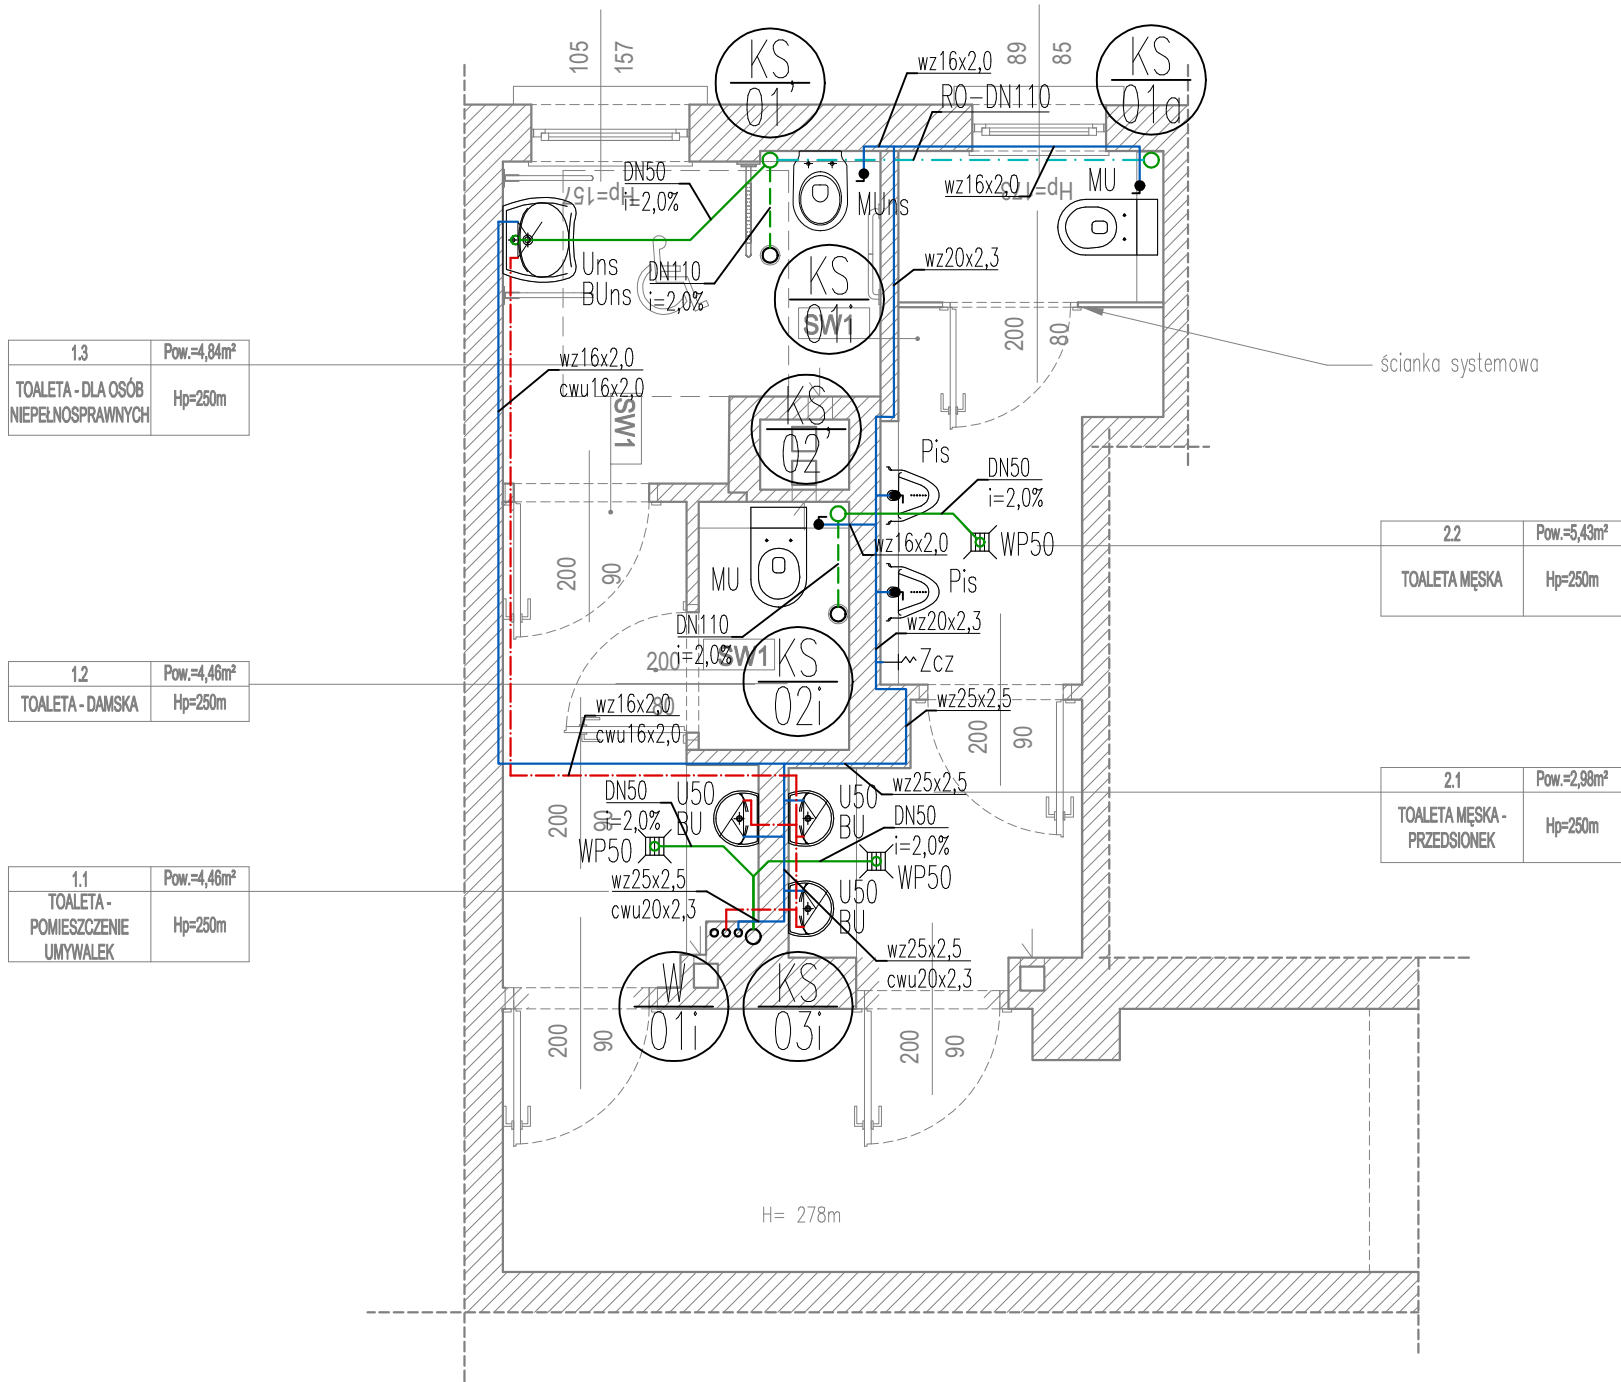 105
157
KS
01'
wz16x2,0
RO-DN110
89
85
KS
01a
DN50
i=2,0%
Hp=157
MUns
wz16x2,0
MU
Uns
BUns
DN110
i=2,0%
KS
01i
SW1
wz20x2,3
200
80
ścianka systemowa
1.3
Pow.=4,84m²
TOALETA - DLA OSÓB
NIEPEŁNOSPRAWNYCH
Hp=250m
wz16x2,0
cwu16x2,0
SW1
KS
02'
Pis
DN50
i=2,0%
wz16x2,0
WP50
2.2
Pow.=5,43m²
TOALETA MĘSKA
Hp=250m
200
90
MU
Pis
DN110
i=2,0%
SW1
200
80
wz20x2,3
Zcz
KS
02i
1.2
Pow.=4,46m²
TOALETA - DAMSKA
Hp=250m
wz16x2,0
cwu16x2,0
wz25x2,5
200
90
wz25x2,5
2.1
Pow.=2,98m²
TOALETA MĘSKA -
PRZEDSIONEK
Hp=250m
DN50
i=2,0%
U50
BU
U50
BU
DN50
i=2,0%
200
90
WP50
WP50
1.1
Pow.=4,46m²
TOALETA -
POMIESZCZENIE
UMYWALEK
Hp=250m
wz25x2,5
cwu20x2,3
U50
BU
wz25x2,5
cwu20x2,3
W
01i
KS
03i
200
90
200
90
H= 278m